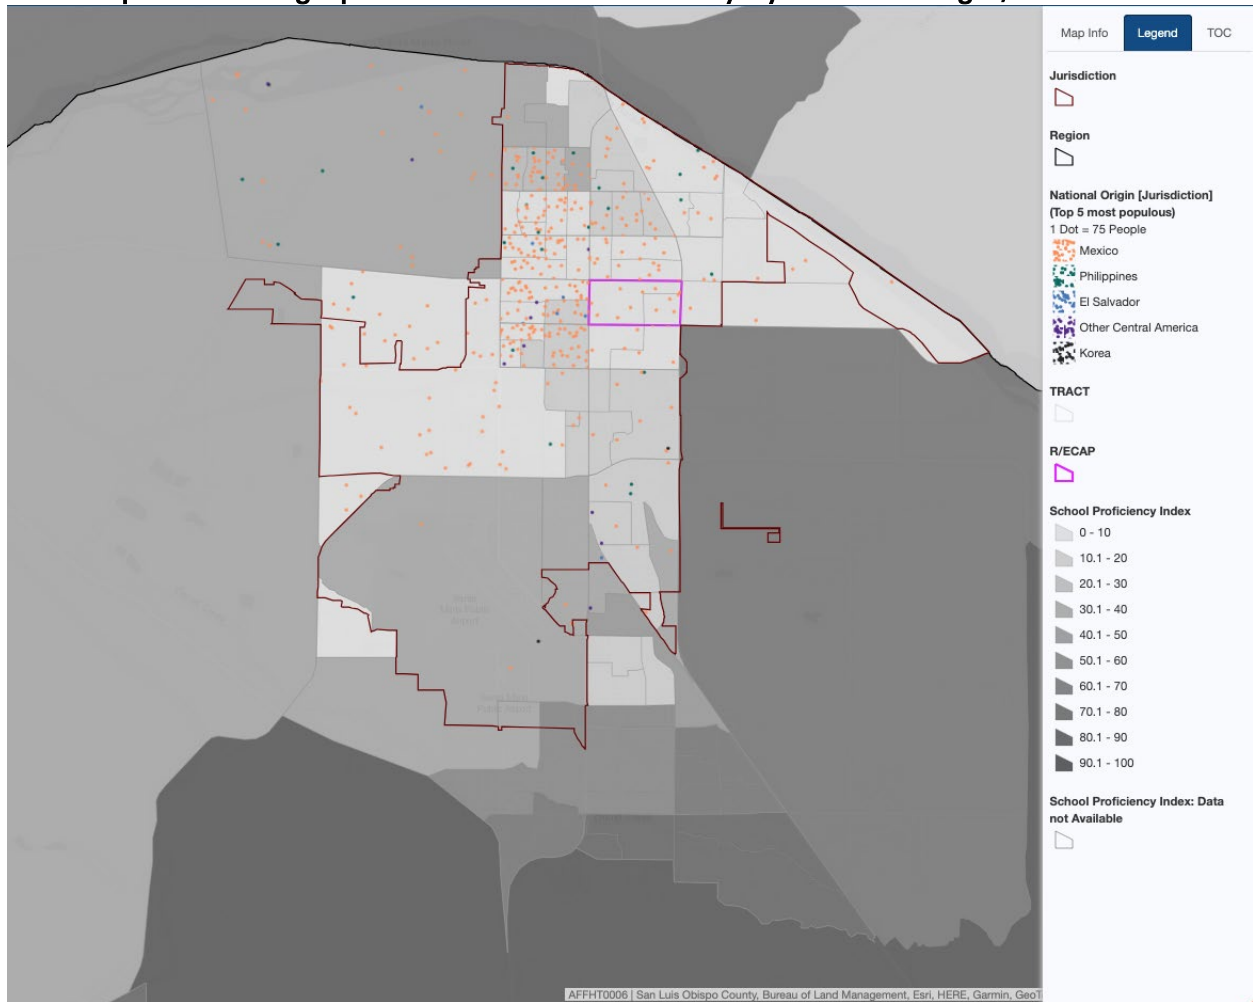 Map Info Legend TOC
Jurisdiction
Region
National Origin [Jurisdiction]
(Top 5 most populous)
1 Dot = 75 People
Mexico
Philippines
El Salvador
Other Central America
Korea
TRACT
R/ECAP
School Proficiency Index
0 - 10
10.1 - 20
20.1 - 30
30.1 - 40
40.1 - 50
50.1 - 60
60.1 - 70
70.1 - 80
80.1 - 90
90.1 - 100
School Proficiency Index: Data
not Available
AFFHT0006 | San Luis Obispo County, Bureau of Land Management, Esri, HERE, Garmin,